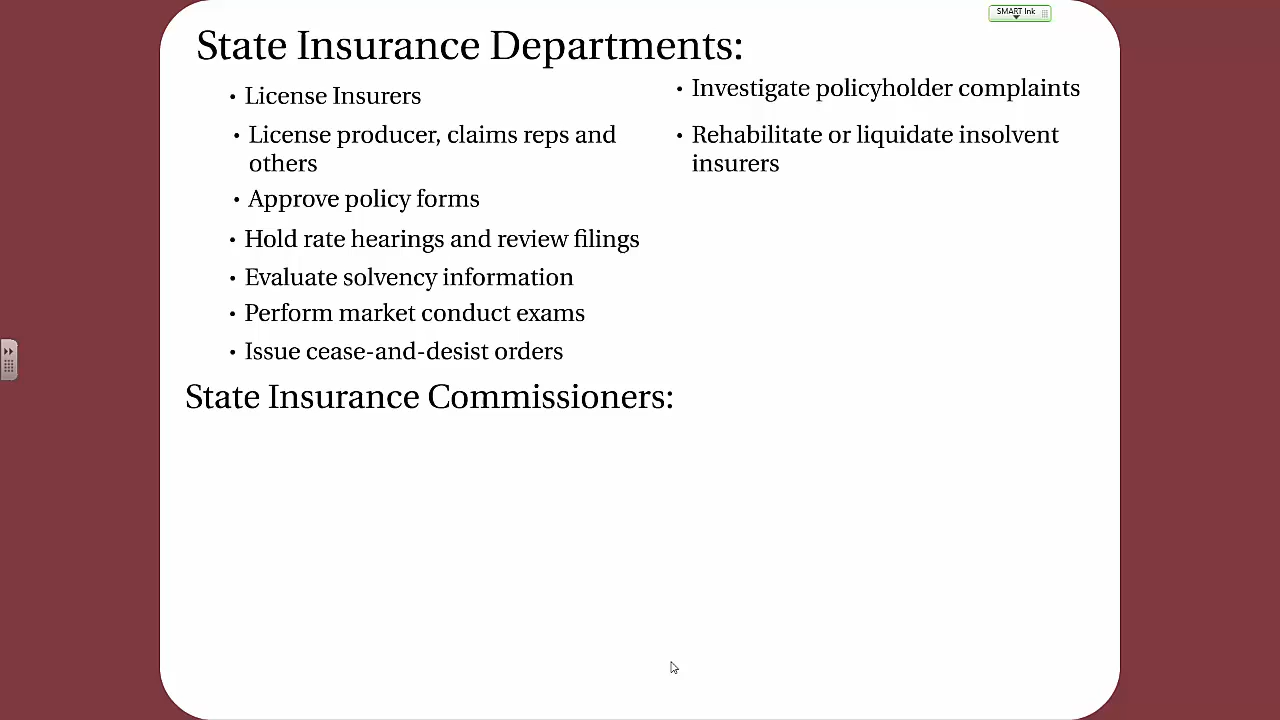 SMART Ink
State Insurance Departments:
• License Insurers
• License producer, claims reps and
others
• Approve policy forms
• Hold rate hearings and review filings
• Evaluate solvency information
• Perform market conduct exams
• Issue cease-and-desist orders
• Investigate policyholder complaints
• Rehabilitate or liquidate insolvent
insurers
State Insurance Commissioners: